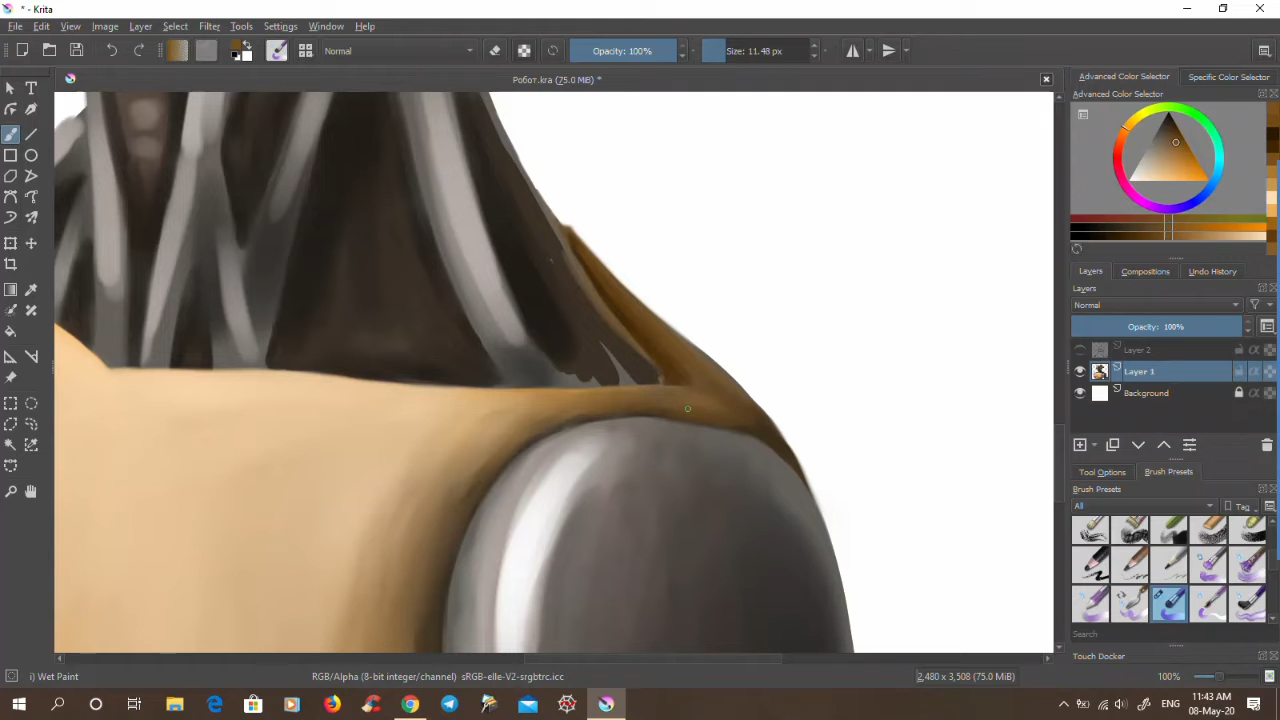 * - Krita
File Edit View Image Layer Select Filter Tools Settings Window Help
Normal
Opacity: 100%
Size: 11.48 px
Робот.kra (75.0 MiB) *
Advanced Color Selector
Specific Color Selector
Advanced Color Selector
Layers
Compositions
Undo History
Layers
Normal
Opacity: 100%
Layer 2
Layer 1
Background
Tool Options
Brush Presets
Brush Presets
All
Tag
Search
Touch Docker
i) Wet Paint
RGB/Alpha (8-bit integer/channel) sRGB-elle-V2-srgbtrc.icc
2,480 x 3,508 (75.0 MiB)
100%
ENG
11:43 AM
08-May-20